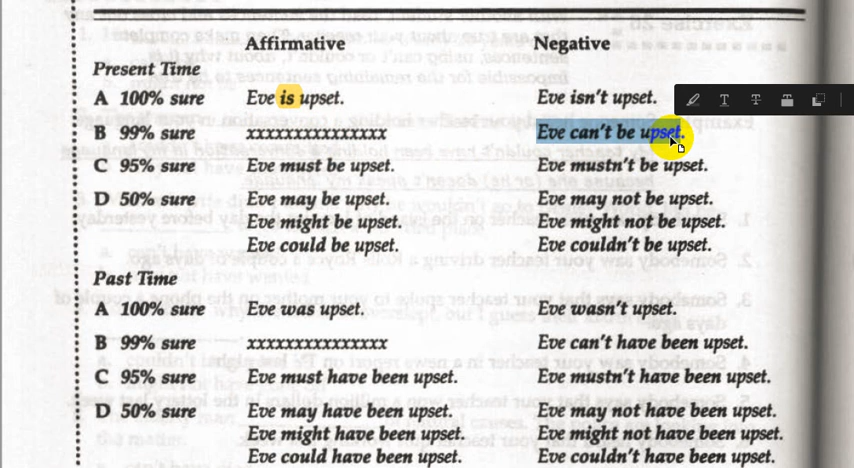 Affirmative Negative
Present Time
A 100% sure Eve is upset. Eve isn't upset.
B 99% sure xxxxxxxxxxxxxxx Eve can't be upset.
C 95% sure Eve must be upset. Eve mustn't be upset.
D 50% sure Eve may be upset. Eve may not be upset.
Eve might be upset. Eve might not be upset.
Eve could be upset. Eve couldn't be upset.
Past Time
A 100% sure Eve was upset. Eve wasn't upset.
B 99% sure xxxxxxxxxxxxxxx Eve can't have been upset.
C 95% sure Eve must have been upset. Eve mustn't have been upset.
D 50% sure Eve may have been upset. Eve may not have been upset.
Eve might have been upset. Eve might not have been upset.
Eve could have been upset. Eve couldn't have been upset.